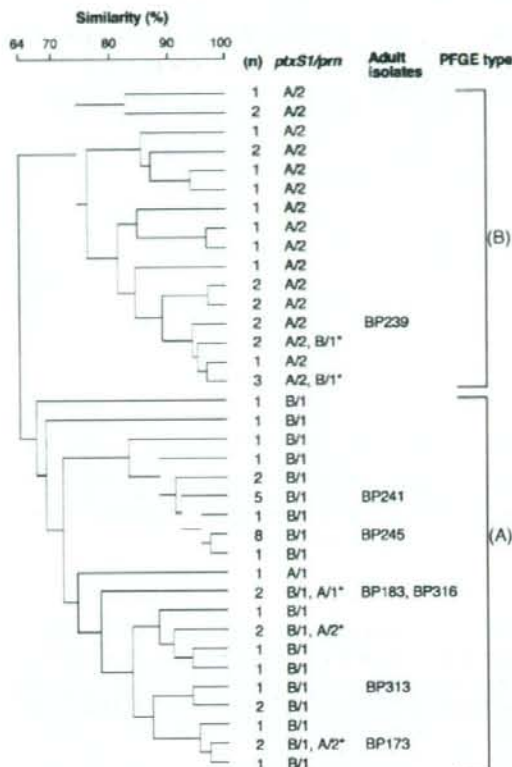 Similarity (%)
64 70 80 90 100
(n) ptxS1/prn Adult isolates PFGE type
1 A/2
2 A/2
1 A/2
2 A/2
1 A/2
1 A/2
1 A/2
1 A/2
1 A/2
1 A/2
2 A/2
2 A/2
2 A/2 BP239
2 A/2, B/1*
1 A/2
3 A/2, B/1*
(B)
1 B/1
1 B/1
1 B/1
1 B/1
2 B/1
5 B/1 BP241
1 B/1
8 B/1 BP245
1 B/1
(A)
1 A/1
2 B/1, A/1* BP183, BP316
1 B/1
2 B/1, A/2*
1 B/1
1 B/1
1 B/1 BP313
2 B/1
1 B/1
2 B/1, A/2* BP173
1 B/1